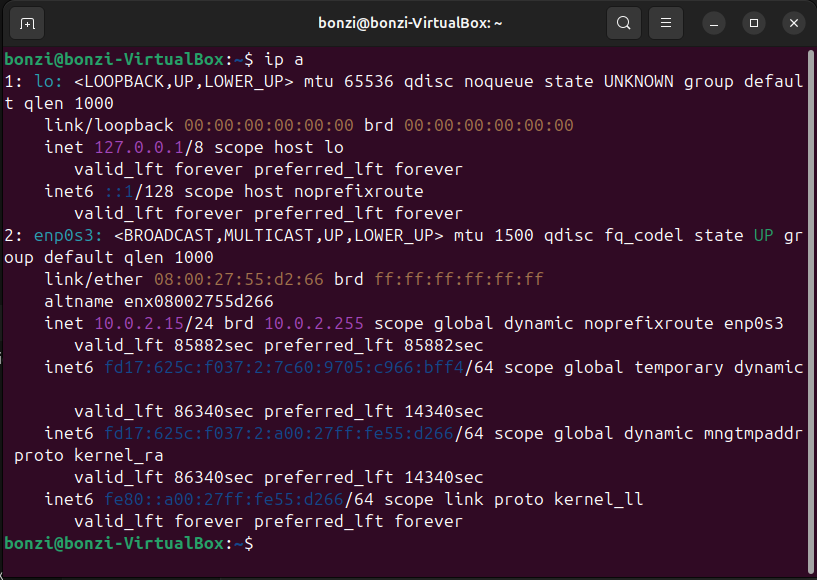 bonzi@bonzi-VirtualBox: ~
bonzi@bonzi-VirtualBox:~$ ip a
1: lo: <LOOPBACK,UP,LOWER_UP> mtu 65536 qdisc noqueue state UNKNOWN group defaul
t qlen 1000
    link/loopback 00:00:00:00:00:00 brd 00:00:00:00:00:00
    inet 127.0.0.1/8 scope host lo
       valid_lft forever preferred_lft forever
    inet6 ::1/128 scope host noprefixroute
       valid_lft forever preferred_lft forever
2: enp0s3: <BROADCAST,MULTICAST,UP,LOWER_UP> mtu 1500 qdisc fq_codel state UP gr
oup default qlen 1000
    link/ether 08:00:27:55:d2:66 brd ff:ff:ff:ff:ff:ff
    altname enx08002755d266
    inet 10.0.2.15/24 brd 10.0.2.255 scope global dynamic noprefixroute enp0s3
       valid_lft 85882sec preferred_lft 85882sec
    inet6 fd17:625c:f037:2:7c60:9705:c966:bff4/64 scope global temporary dynamic
       valid_lft 86340sec preferred_lft 14340sec
    inet6 fd17:625c:f037:2:a00:27ff:fe55:d266/64 scope global dynamic mngtmpaddr
 proto kernel_ra
       valid_lft 86340sec preferred_lft 14340sec
    inet6 fe80::a00:27ff:fe55:d266/64 scope link proto kernel_ll
       valid_lft forever preferred_lft forever
bonzi@bonzi-VirtualBox:~$